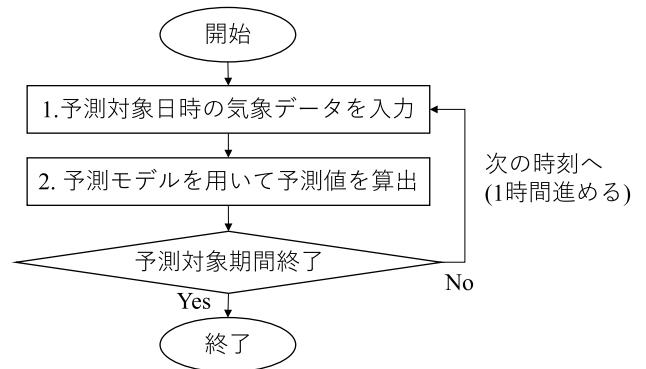 開始
1.予測対象日時の気象データを入力
2. 予測モデルを用いて予測値を算出
次の時刻へ
(1時間進める)
予測対象期間終了
No
Yes
終了